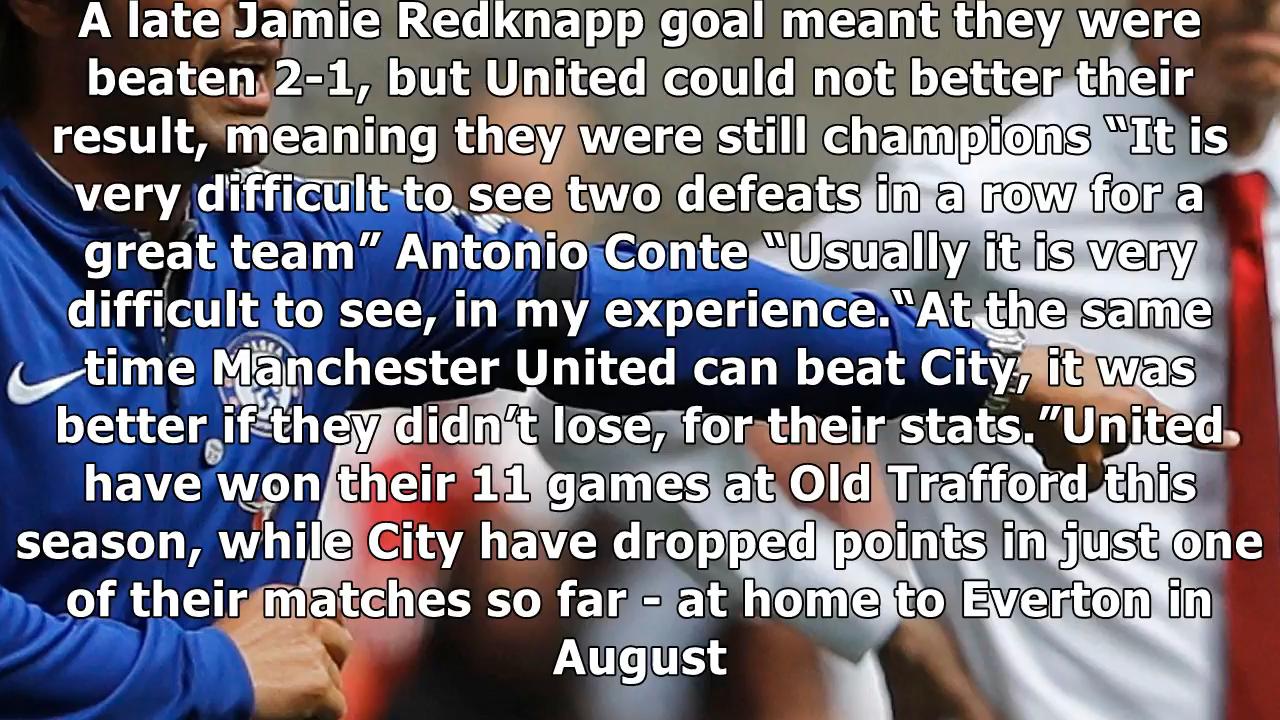 A late Jamie Redknapp goal meant they were
beaten 2-1, but United could not better their
result, meaning they were still champions “It is
very difficult to see two defeats in a row for a
great team” Antonio Conte “Usually it is very
difficult to see, in my experience.“At the same
time Manchester United can beat City, it was
better if they didn’t lose, for their stats.”United
have won their 11 games at Old Trafford this
season, while City have dropped points in just one
of their matches so far - at home to Everton in
August